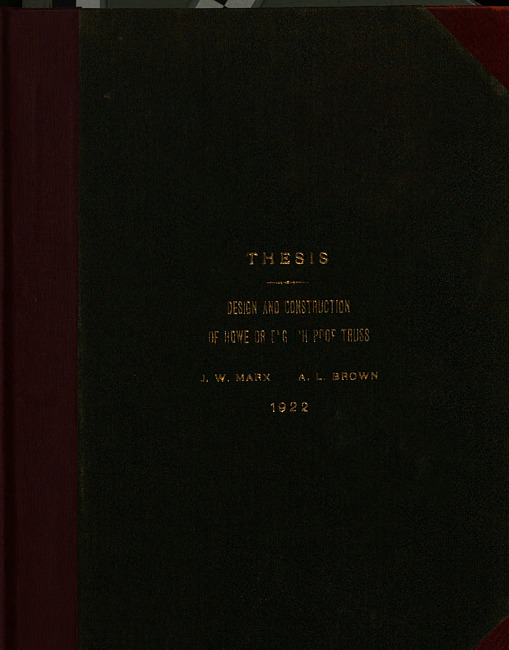 THESIS
DESIGN AND CONSTRUCTION
OF HOWE OR TRUSS
J. W. MARX A. L. BROWN
1922